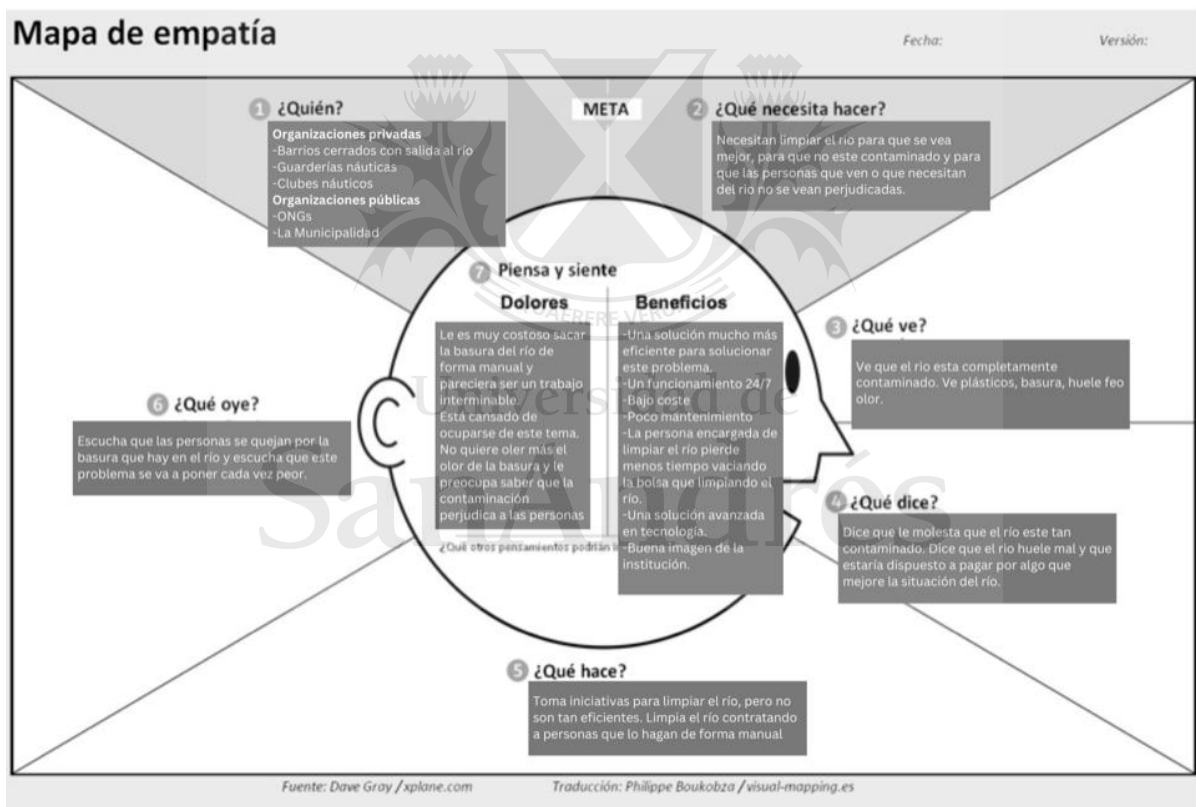 Mapa de empatía
Fecha:
Versión:
META
1 ¿Quién?
Organizaciones privadas
-Barrios cerrados con salida al río
-Guarderías náuticas
-Clubes náuticos
Organizaciones públicas
-ONGs
-La Municipalidad
2 ¿Qué necesita hacer?
Necesitan limpiar el río para que se vea
mejor, para que no este contaminado y para
que las personas que ven o que necesitan
del rio no se vean perjudicadas.
7 Piensa y siente
Dolores
Le es muy costoso sacar
la basura del río de
forma manual y
pareciera ser un trabajo
interminable.
Está cansado de
ocuparse de este tema.
No quiere oler más el
olor de la basura y le
preocupa saber que la
contaminación
perjudica a las personas
¿Qué otros pensamientos podrían
Beneficios
-Una solución mucho más
eficiente para solucionar
este problema.
-Un funcionamiento 24/7
-Bajo coste
-Poco mantenimiento
-La persona encargada de
limpiar el río pierde
menos tiempo vaciando
la bolsa que limpiando el
río.
-Una solución avanzada
en tecnología.
-Buena imagen de la
institución.
3 ¿Qué ve?
Ve que el rio esta completamente
contaminado. Ve plásticos, basura, huele feo
olor.
4 ¿Qué dice?
Dice que le molesta que el río este tan
contaminado. Dice que el rio huele mal y que
estaría dispuesto a pagar por algo que
mejore la situación del río.
6 ¿Qué oye?
Escucha que las personas se quejan por la
basura que hay en el río y escucha que este
problema se va a poner cada vez peor.
5 ¿Qué hace?
Toma iniciativas para limpiar el río, pero no
son tan eficientes. Limpia el río contratando
a personas que lo hagan de forma manual
Universidad de
SanAndrés
Fuente: Dave Gray / xplane.com
Traducción: Philippe Boukobza / visual-mapping.es